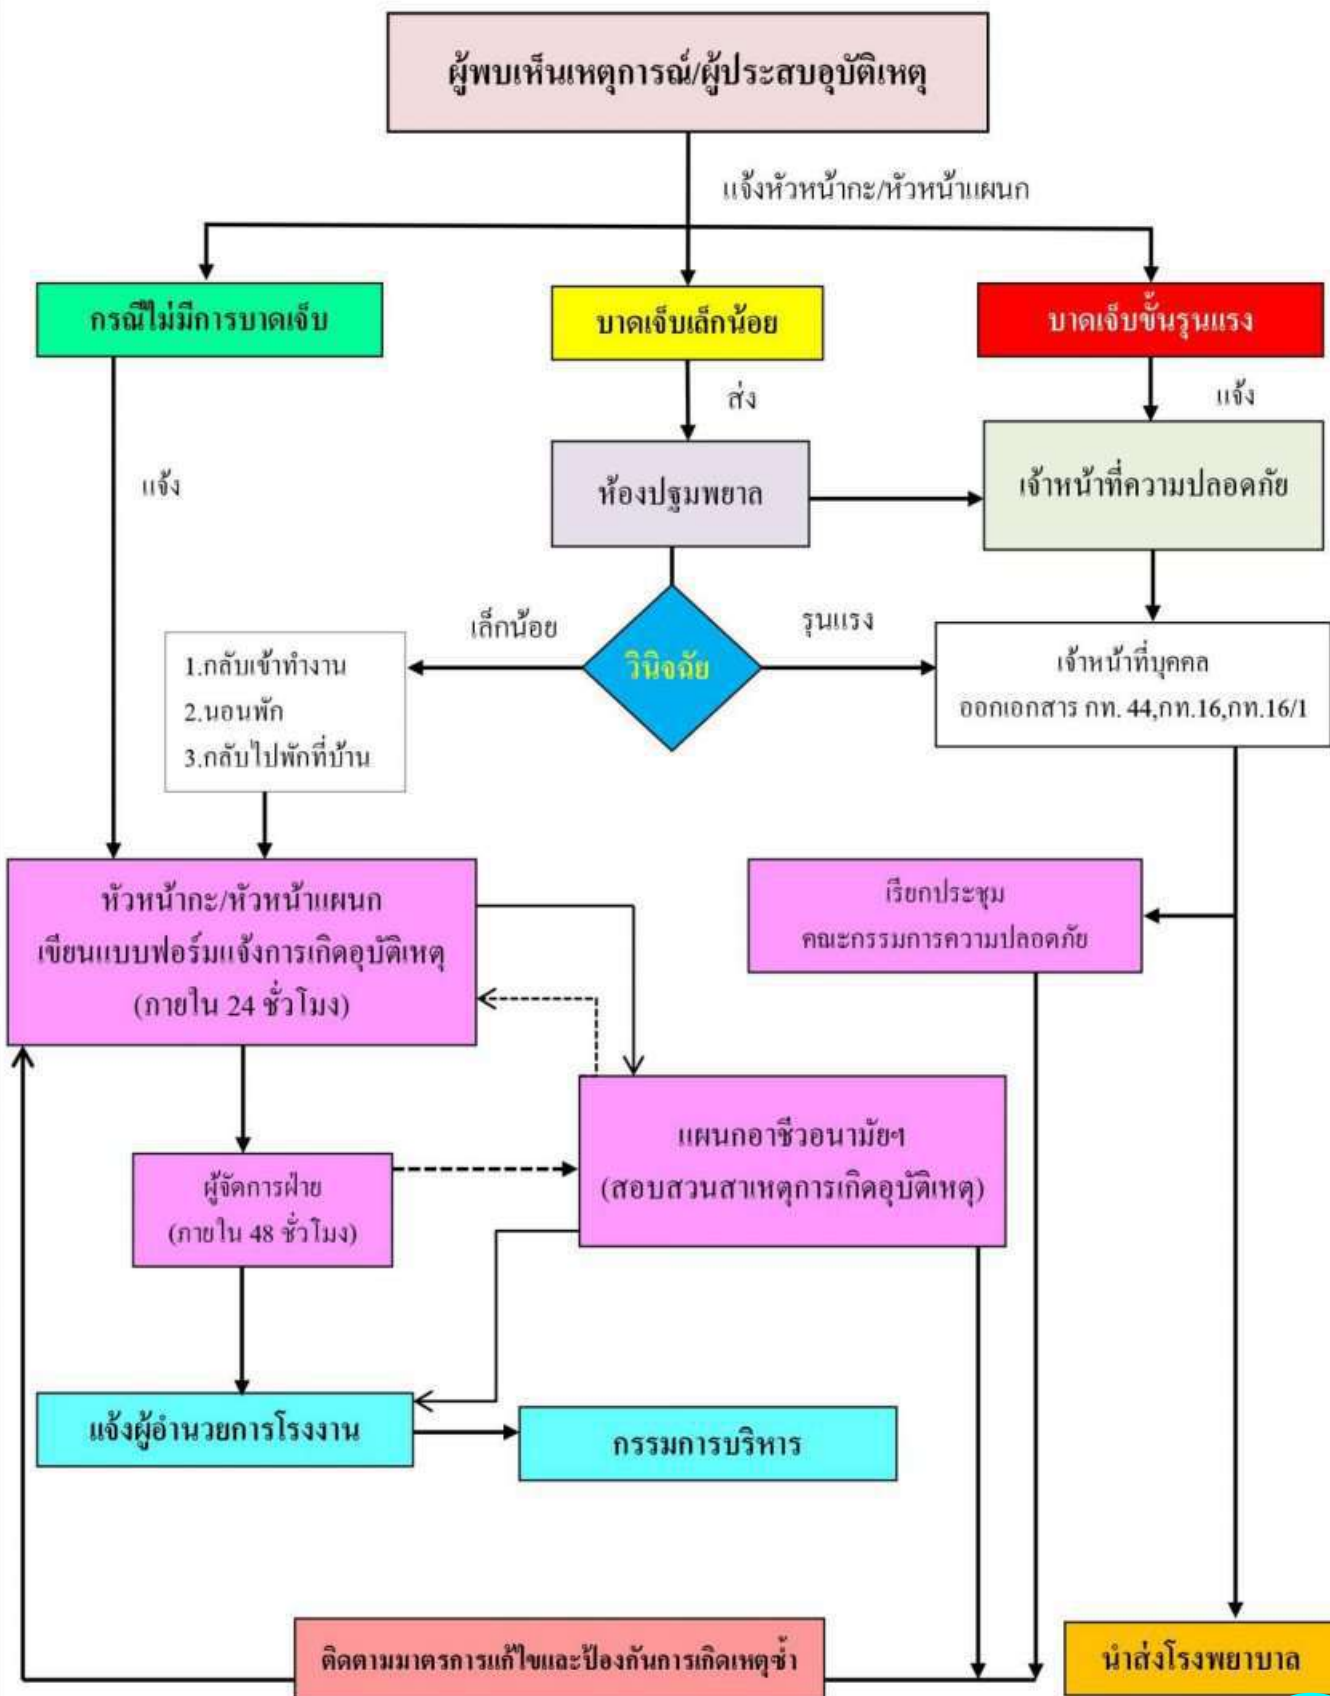 ผู้พบเห็นเหตุการณ์/ผู้ประสบอุบัติเหตุ
แจ้งหัวหน้ากะ/หัวหน้าแผนก
กรณีไม่มีการบาดเจ็บ
บาดเจ็บเล็กน้อย
บาดเจ็บขั้นรุนแรง
ส่ง
แจ้ง
แจ้ง
ห้องปฐมพยาล
เจ้าหน้าที่ความปลอดภัย
เล็กน้อย
รุนแรง
วินิจฉัย
1.กลับเข้าทำงาน
2.นอนพัก
3.กลับไปพักที่บ้าน
เจ้าหน้าที่บุคคล
ออกเอกสาร กท. 44,กท.16,กท.16/1
หัวหน้ากะ/หัวหน้าแผนก
เขียนแบบฟอร์มแจ้งการเกิดอุบัติเหตุ
(ภายใน 24 ชั่วโมง)
เรียกประชุม
คณะกรรมการความปลอดภัย
แผนกอาชีวอนามัยฯ
(สอบสวนสาเหตุการเกิดอุบัติเหตุ)
ผู้จัดการฝ่าย
(ภายใน 48 ชั่วโมง)
แจ้งผู้อำนวยการโรงงาน
กรรมการบริหาร
ติดตามมาตรการแก้ไขและป้องกันการเกิดเหตุซ้ำ
นำส่งโรงพยาบาล